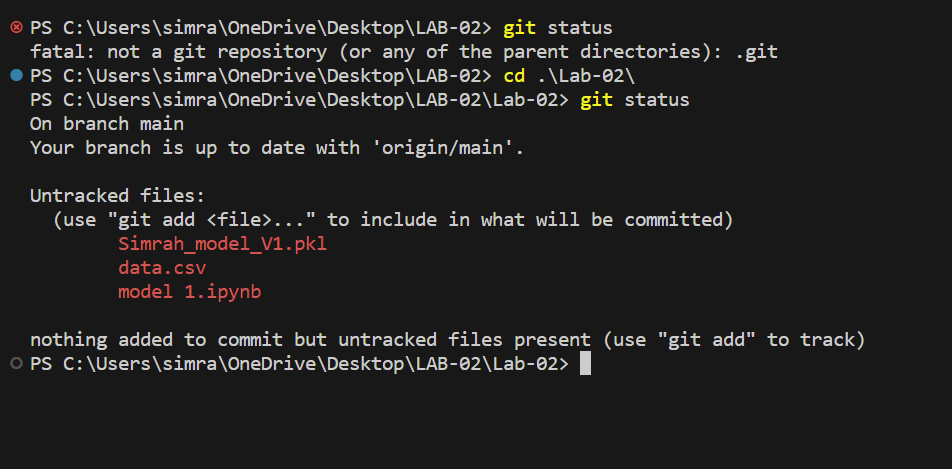 PS C:\Users\simra\OneDrive\Desktop\LAB-02> git status
fatal: not a git repository (or any of the parent directories): .git
PS C:\Users\simra\OneDrive\Desktop\LAB-02> cd .\Lab-02\
PS C:\Users\simra\OneDrive\Desktop\LAB-02\Lab-02> git status
On branch main
Your branch is up to date with 'origin/main'.

Untracked files:
  (use "git add <file>..." to include in what will be committed)
        Simrah_model_V1.pkl
        data.csv
        model 1.ipynb

nothing added to commit but untracked files present (use "git add" to track)
PS C:\Users\simra\OneDrive\Desktop\LAB-02\Lab-02>